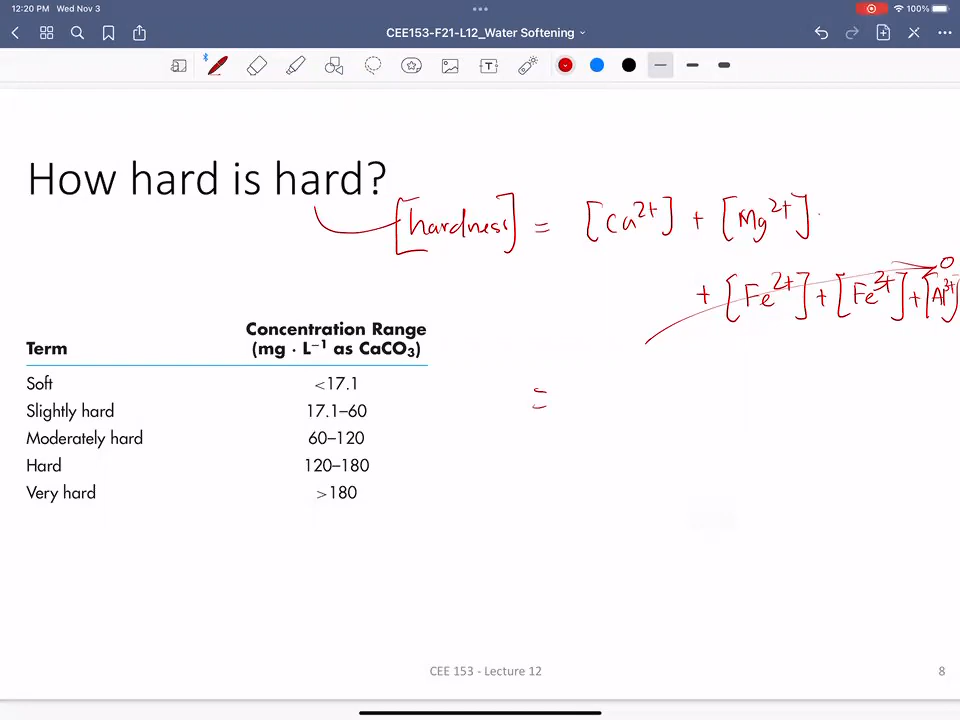 12:20 PM Wed Nov 3
100%
CEE153-F21-L12_Water Softening
How hard is hard?
[hardness] = [Ca²⁺] + [Mg²⁺]
+ [Fe²⁺] + [Fe³⁺] + [Al³⁺] 0
=
Term Concentration Range (mg · L⁻¹ as CaCO₃)
Soft <17.1
Slightly hard 17.1–60
Moderately hard 60–120
Hard 120–180
Very hard >180
CEE 153 - Lecture 12
8